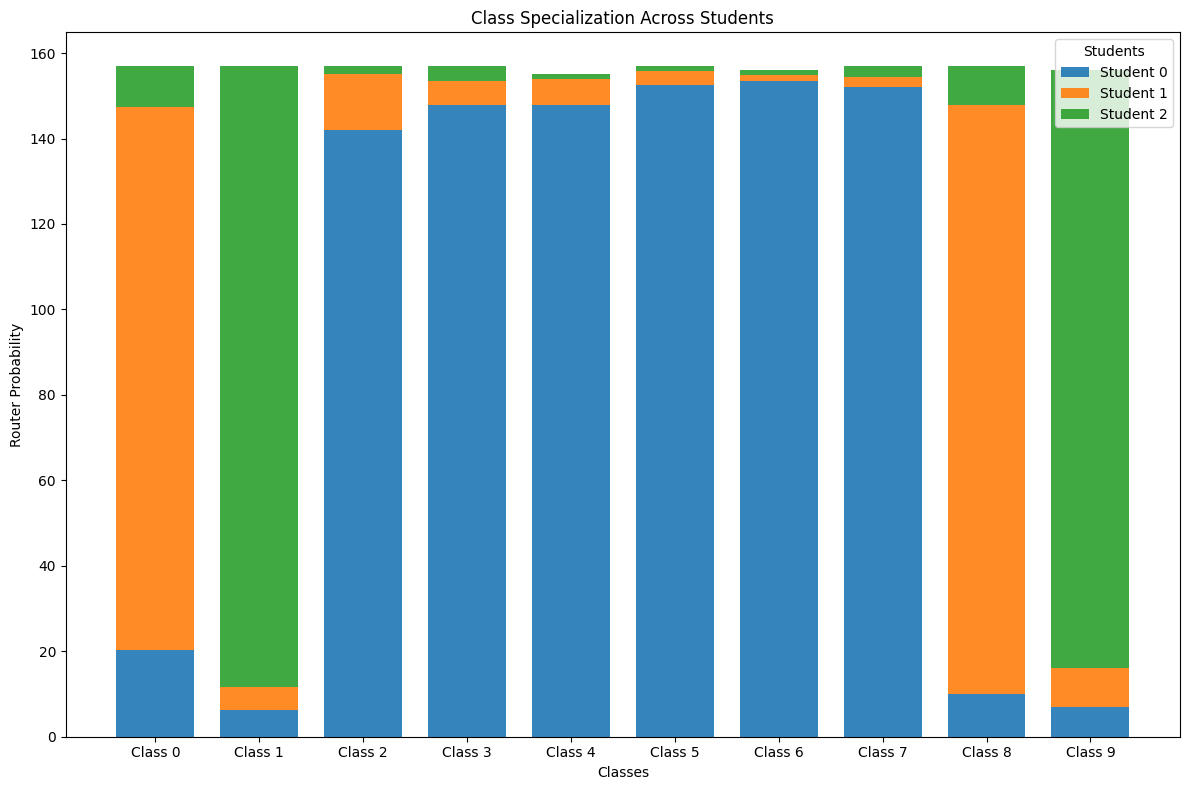 Class Specialization Across Students
Students
Student 0
Student 1
Student 2
Router Probability
160
140
120
100
80
60
40
20
0
Class 0 Class 1 Class 2 Class 3 Class 4 Class 5 Class 6 Class 7 Class 8 Class 9
Classes